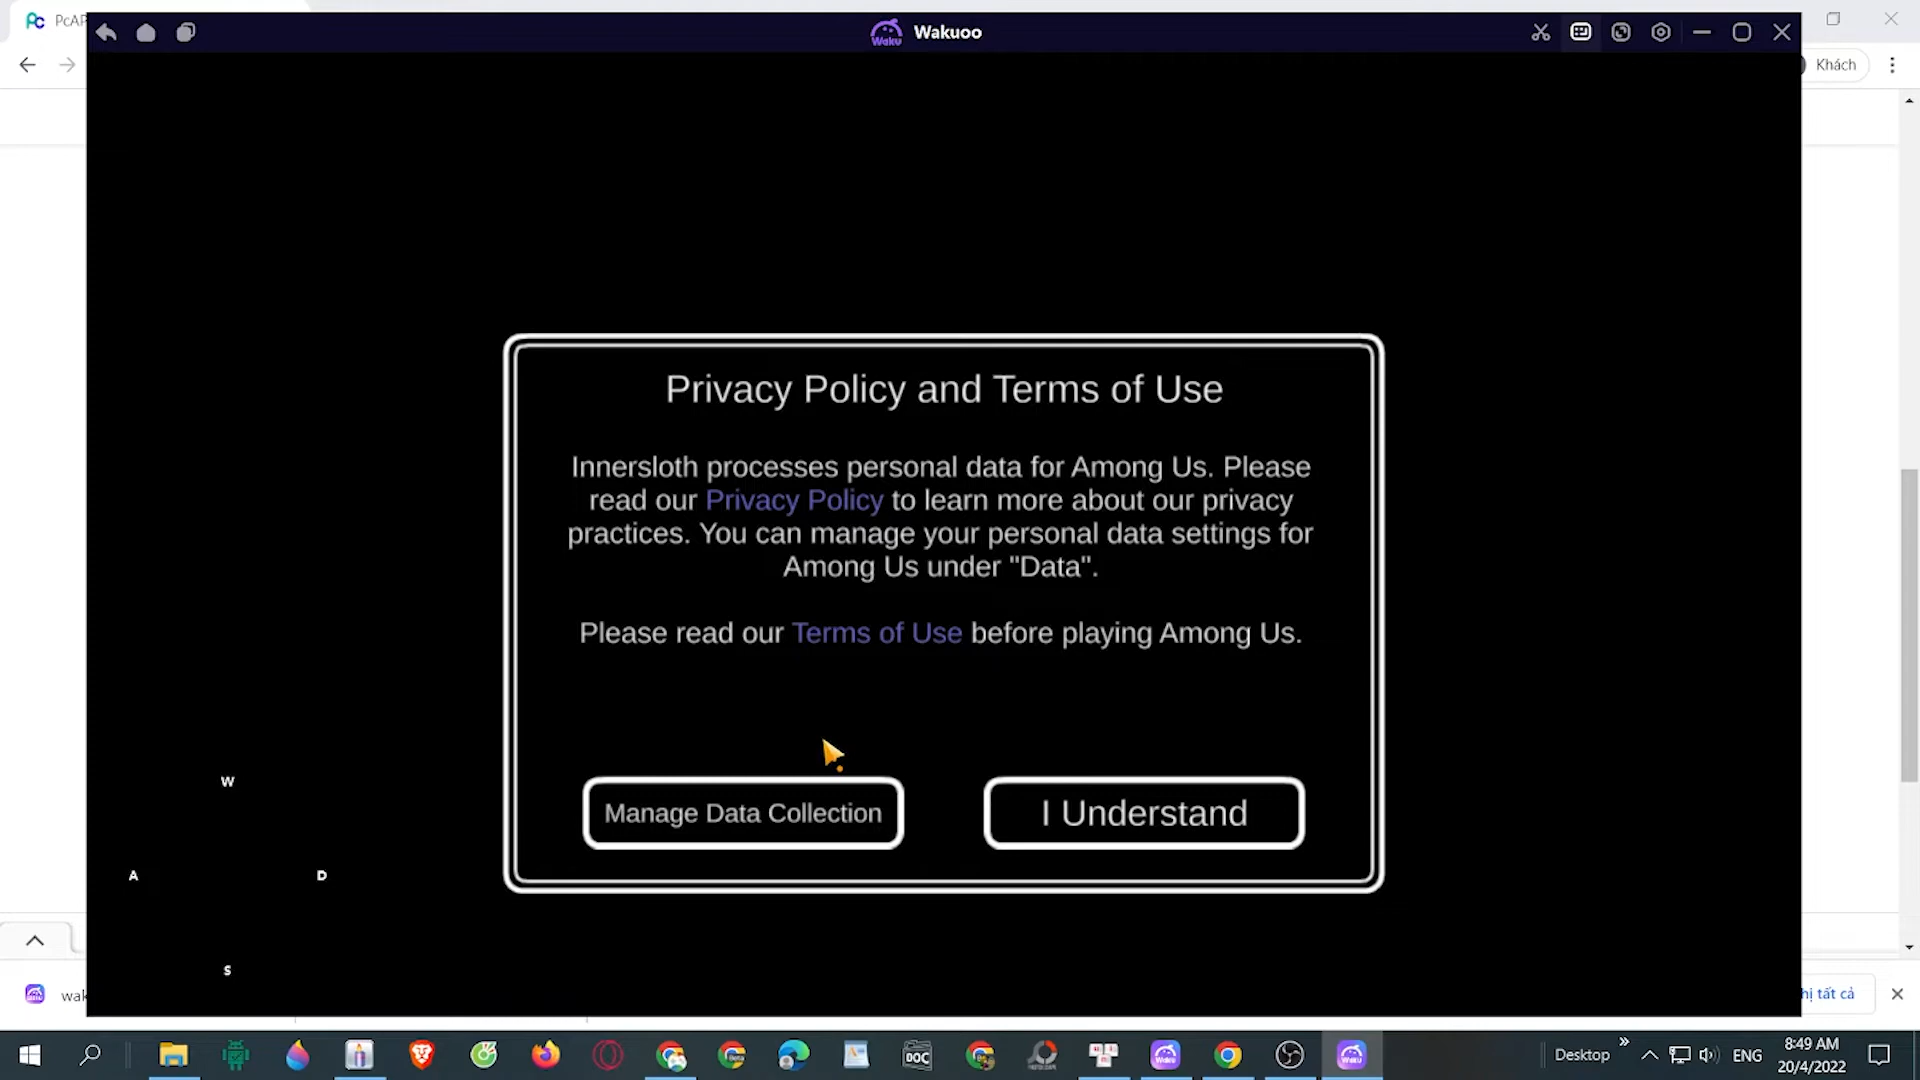 PcAP
Waku
Wakuoo
Khách
Privacy Policy and Terms of Use
Innersloth processes personal data for Among Us. Please
read our Privacy Policy to learn more about our privacy
practices. You can manage your personal data settings for
Among Us under "Data".
Please read our Terms of Use before playing Among Us.
Manage Data Collection
I Understand
W
A
D
S
wak
hị tất cả
DOC
Desktop
ENG
8:49 AM
20/4/2022